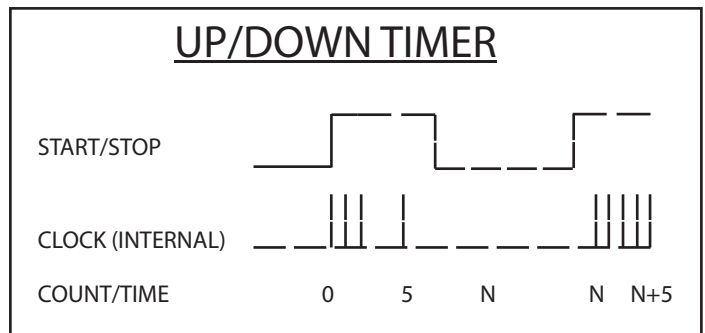 UP/DOWN TIMER
START/STOP
CLOCK (INTERNAL)
COUNT/TIME 0 5 N N N+5